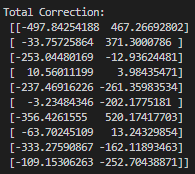 Total Correction:
[[-497.84254188  467.26692802]
 [ -33.75725864  371.3000786 ]
 [-253.04480169  -12.93624481]
 [  10.56011199    3.98435471]
 [-237.46916226 -261.35983534]
 [  -3.23484346 -202.1775181 ]
 [-356.4261555   520.17417703]
 [ -63.70245109   13.24329854]
 [-333.27590867 -162.11893463]
 [-109.15306263 -252.70438871]]